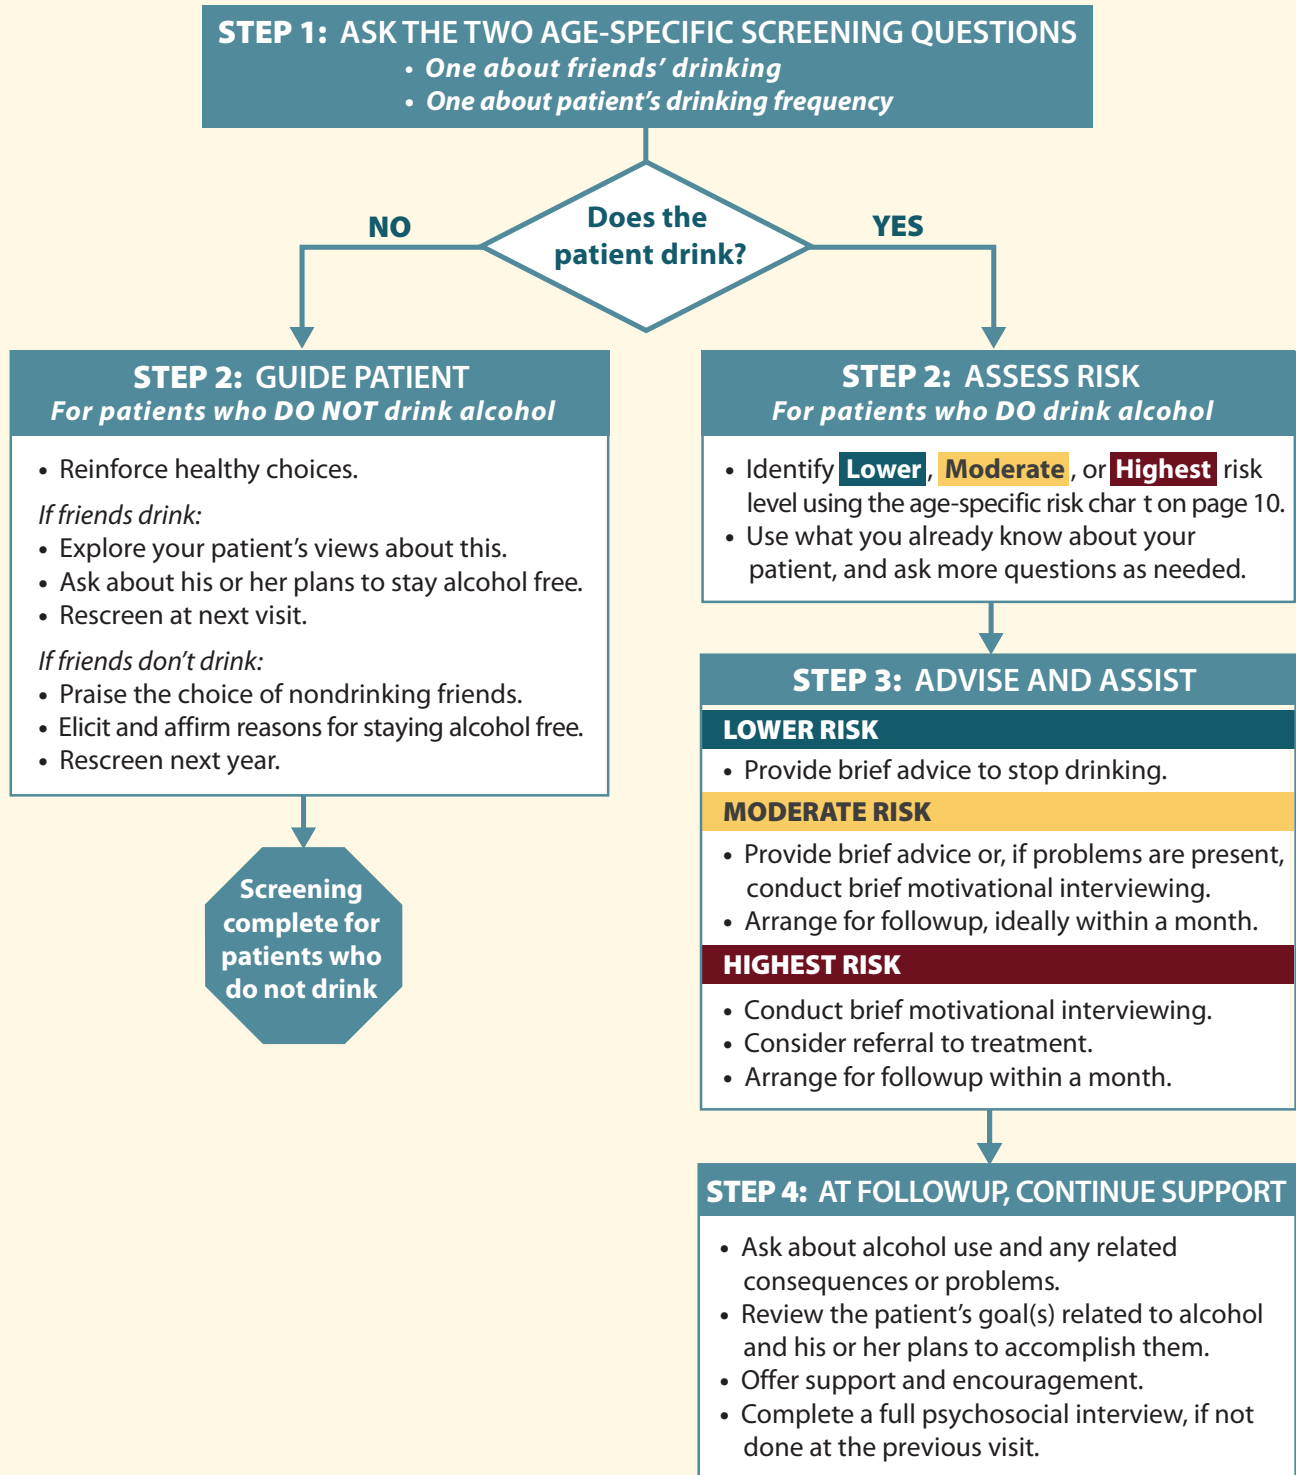 STEP 1: ASK THE TWO AGE-SPECIFIC SCREENING QUESTIONS
• One about friends’ drinking
• One about patient’s drinking frequency
Does the
patient drink?
NO
YES
STEP 2: GUIDE PATIENT
For patients who DO NOT drink alcohol
• Reinforce healthy choices.
If friends drink:
• Explore your patient’s views about this.
• Ask about his or her plans to stay alcohol free.
• Rescreen at next visit.
If friends don’t drink:
• Praise the choice of nondrinking friends.
• Elicit and affirm reasons for staying alcohol free.
• Rescreen next year.
Screening
complete for
patients who
do not drink
STEP 2: ASSESS RISK
For patients who DO drink alcohol
• Identify Lower, Moderate, or Highest risk
level using the age-specific risk char t on page 10.
• Use what you already know about your
patient, and ask more questions as needed.
STEP 3: ADVISE AND ASSIST
LOWER RISK
• Provide brief advice to stop drinking.
MODERATE RISK
• Provide brief advice or, if problems are present,
conduct brief motivational interviewing.
• Arrange for followup, ideally within a month.
HIGHEST RISK
• Conduct brief motivational interviewing.
• Consider referral to treatment.
• Arrange for followup within a month.
STEP 4: AT FOLLOWUP, CONTINUE SUPPORT
• Ask about alcohol use and any related
consequences or problems.
• Review the patient’s goal(s) related to alcohol
and his or her plans to accomplish them.
• Offer support and encouragement.
• Complete a full psychosocial interview, if not
done at the previous visit.